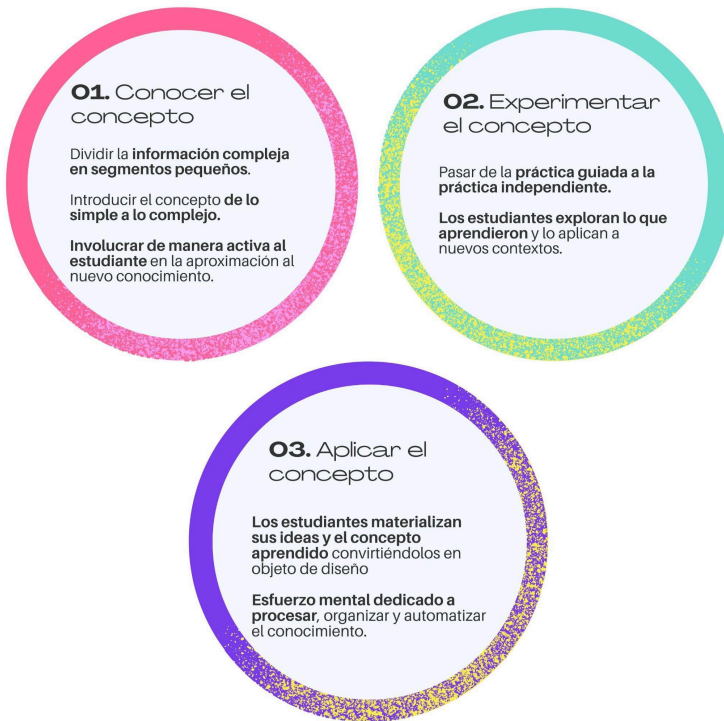 01. Conocer el
concepto
Dividir la información compleja
en segmentos pequeños.
Introducir el concepto de lo
simple a lo complejo.
Involucrar de manera activa al
estudiante en la aproximación al
nuevo conocimiento.
02. Experimentar
el concepto
Pasar de la práctica guiada a la
práctica independiente.
Los estudiantes exploran lo que
aprendieron y lo aplican a
nuevos contextos.
03. Aplicar el
concepto
Los estudiantes materializan
sus ideas y el concepto
aprendido convirtiéndolos en
objeto de diseño
Esfuerzo mental dedicado a
procesar, organizar y automatizar
el conocimiento.